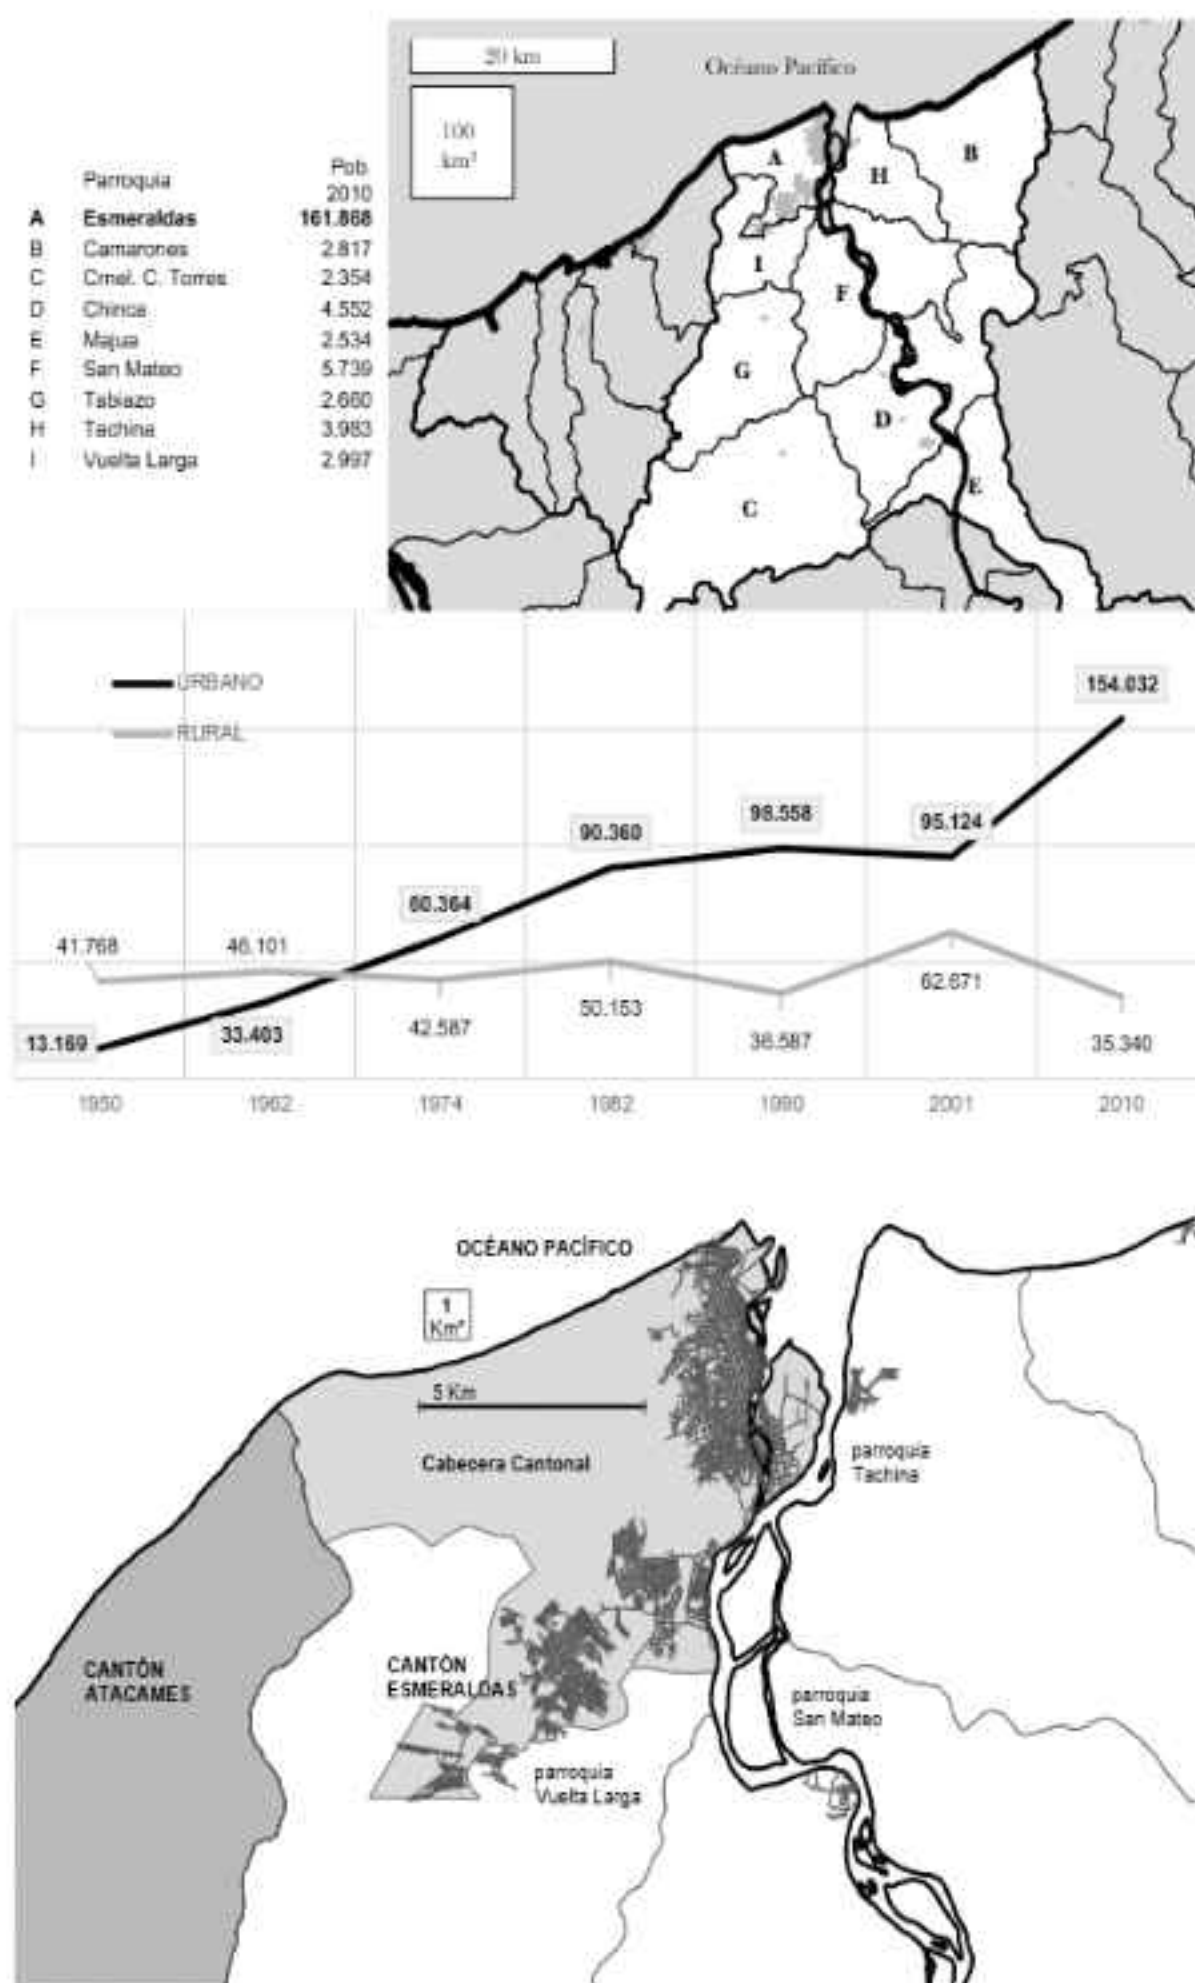 20 km
Océano Pacífico
100
km²
A
B
H
I
F
G
D
E
C
Parroquia
Pob
2010
A Esmeraldas 161.868
B Camarones 2.817
C Crnel. C. Torres 2.354
D Chinca 4.552
E Majua 2.534
F San Mateo 5.739
G Tabiazo 2.660
H Tachina 3.983
I Vuelta Larga 2.997
URBANO
RURAL
154.032
98.558
95.124
90.360
60.364
41.768
46.101
62.671
50.153
42.587
33.403
13.169
35.340
1950 1962 1974 1982 1990 2001 2010
OCÉANO PACÍFICO
1
Km²
5 Km
Cabecera Cantonal
parroquia
Tachina
CANTÓN
ATACAMES
CANTÓN
ESMERALDAS
parroquia
San Mateo
parroquia
Vuelta Larga